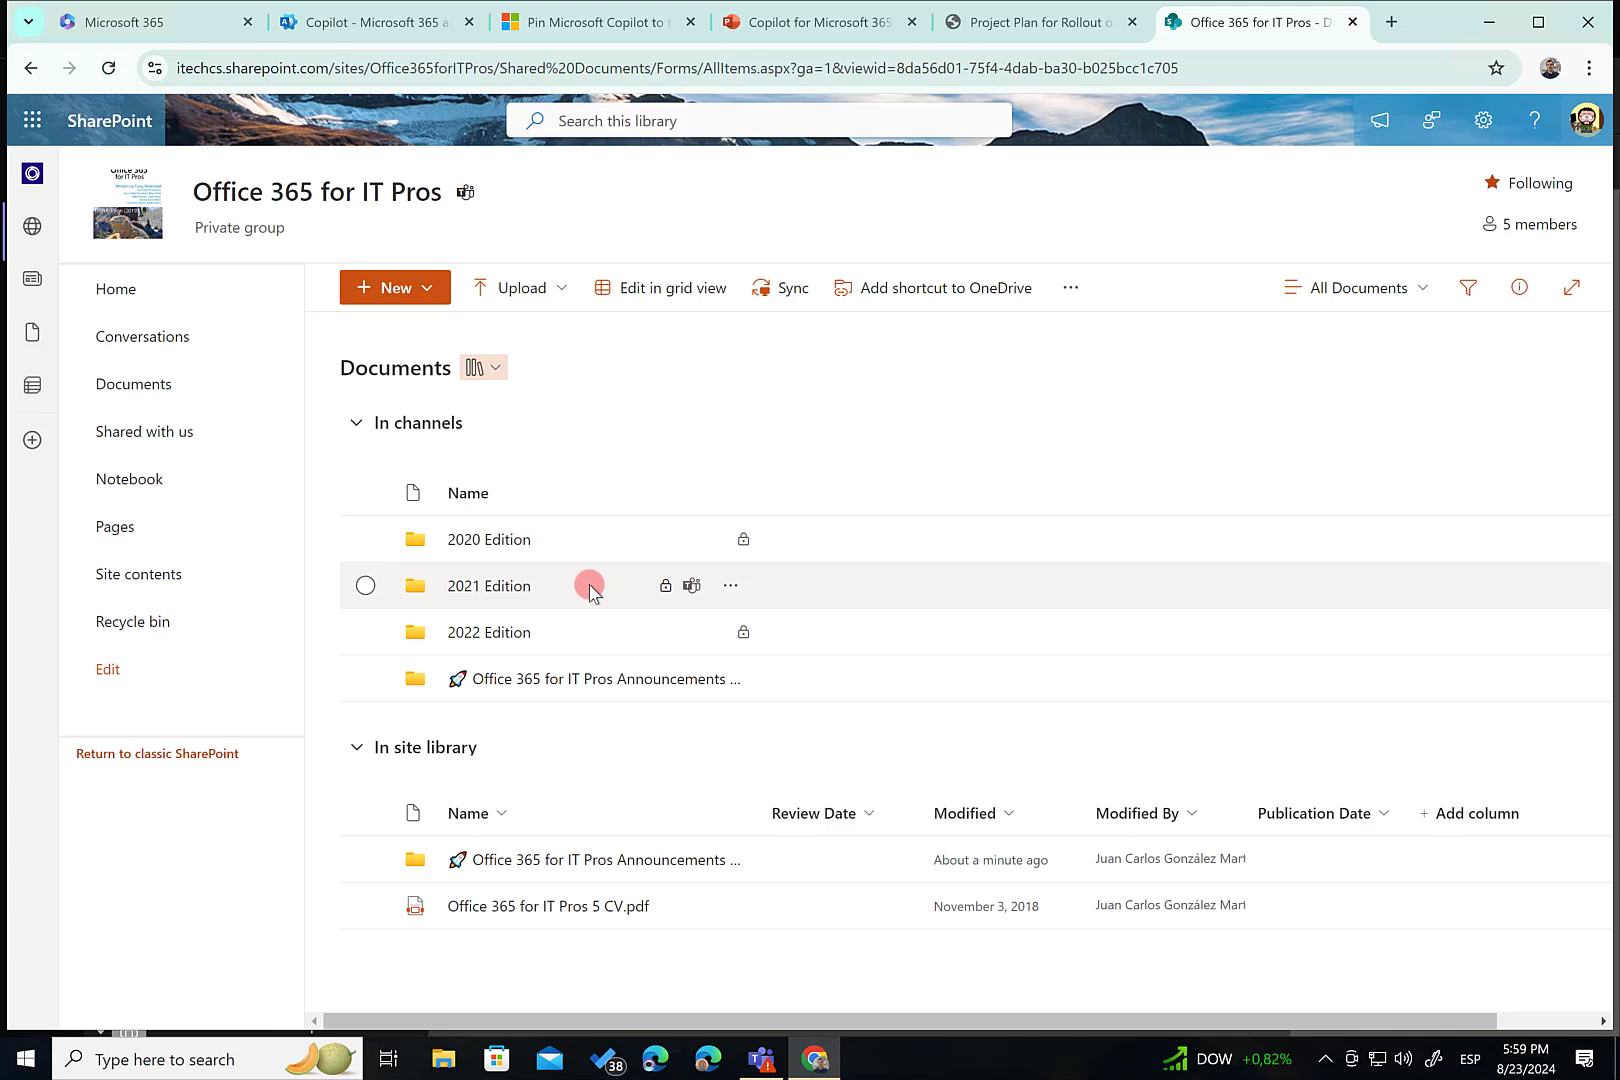 Microsoft 365
Copilot - Microsoft 365 a
Pin Microsoft Copilot to t
Copilot for Microsoft 365
Project Plan for Rollout o
Office 365 for IT Pros - D
itechcs.sharepoint.com/sites/Office365forITPros/Shared%20Documents/Forms/AllItems.aspx?ga=1&viewid=8da56d01-75f4-4dab-ba30-b025bcc1c705
SharePoint
Search this library
Office 365
for IT Pros
Office 365 for IT Pros
Private group
Following
5 members
Home
Conversations
Documents
Shared with us
Notebook
Pages
Site contents
Recycle bin
Edit
Return to classic SharePoint
New
Upload
Edit in grid view
Sync
Add shortcut to OneDrive
All Documents
Documents
In channels
Name
2020 Edition
2021 Edition
2022 Edition
🚀 Office 365 for IT Pros Announcements ...
In site library
Name
Review Date
Modified
Modified By
Publication Date
+ Add column
🚀 Office 365 for IT Pros Announcements ...
About a minute ago
Juan Carlos González Mart
Office 365 for IT Pros 5 CV.pdf
November 3, 2018
Juan Carlos González Mart
Type here to search
38
DOW +0,82%
ESP
5:59 PM
8/23/2024